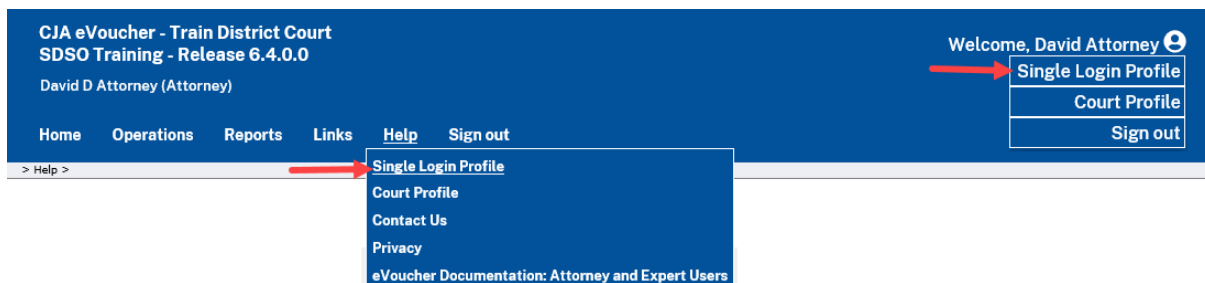 CJA eVoucher - Train District Court
SDSO Training - Release 6.4.0.0
David D Attorney (Attorney)
Welcome, David Attorney
Single Login Profile
Court Profile
Sign out
Home Operations Reports Links Help Sign out
> Help >
Single Login Profile
Court Profile
Contact Us
Privacy
eVoucher Documentation: Attorney and Expert Users